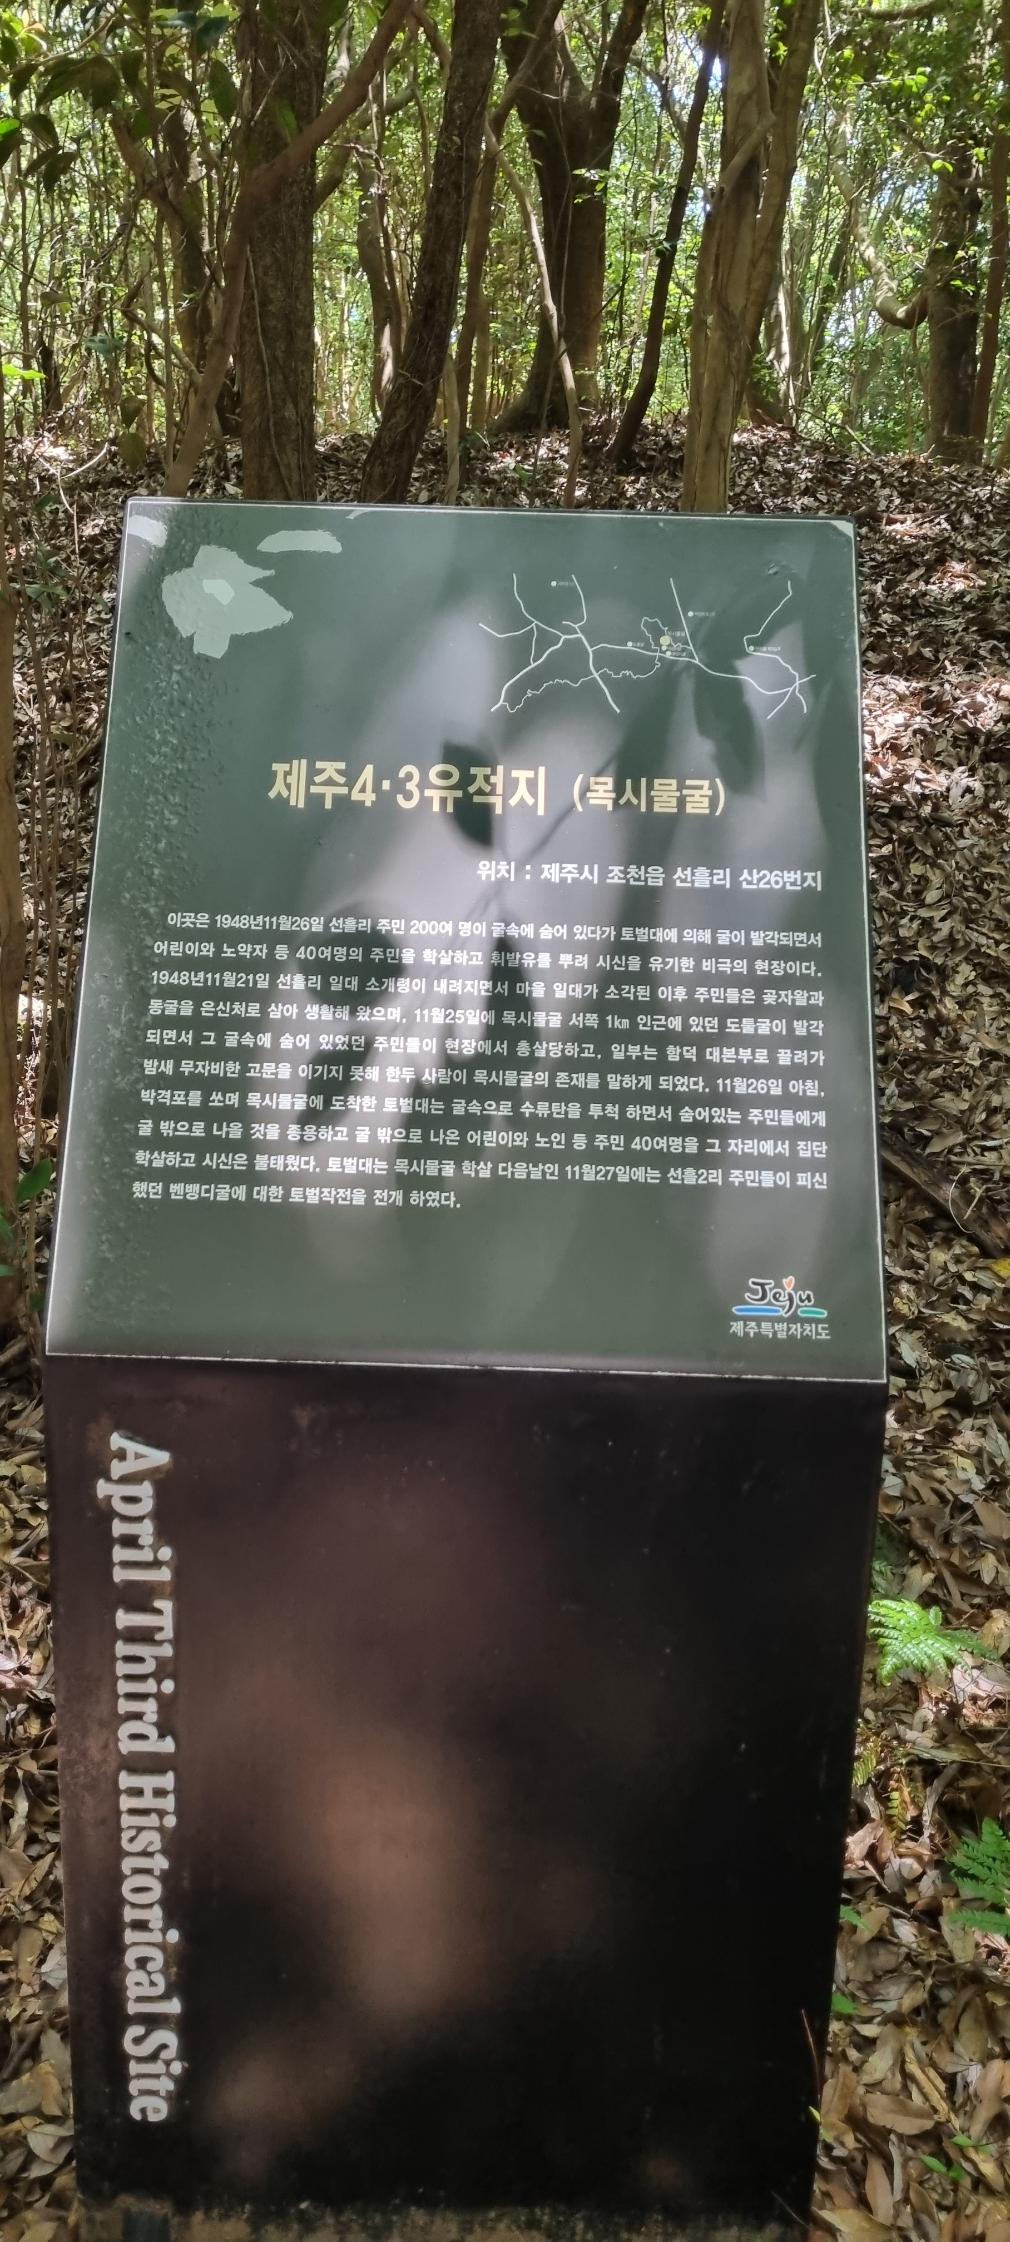 제주4·3유적지 (목시물굴)
위치 : 제주시 조천읍 선흘리 산26번지
이곳은 1948년11월26일 선흘리 주민 200여 명이 굴속에 숨어 있다가 토벌대에 의해 굴이 발각되면서
어린이와 노약자 등 40여명의 주민을 학살하고 휘발유를 뿌려 시신을 유기한 비극의 현장이다.
1948년11월21일 선흘리 일대 소개령이 내려지면서 마을 일대가 소각된 이후 주민들은 곶자왈과
동굴을 은신처로 삼아 생활해 왔으며, 11월25일에 목시물굴 서쪽 1㎞ 인근에 있던 도툴굴이 발각
되면서 그 굴속에 숨어 있었던 주민들이 현장에서 총살당하고, 일부는 함덕 대본부로 끌려가
밤새 무자비한 고문을 이기지 못해 한두 사람이 목시물굴의 존재를 말하게 되었다. 11월26일 아침,
박격포를 쏘며 목시물굴에 도착한 토벌대는 굴속으로 수류탄을 투척 하면서 숨어있는 주민들에게
굴 밖으로 나올 것을 종용하고 굴 밖으로 나온 어린이와 노인 등 주민 40여명을 그 자리에서 집단
학살하고 시신은 불태웠다. 토벌대는 목시물굴 학살 다음날인 11월27일에는 선흘2리 주민들이 피신
했던 벤뱅디굴에 대한 토벌작전을 전개 하였다.
Jeju
제주특별자치도
April Third Historical Site